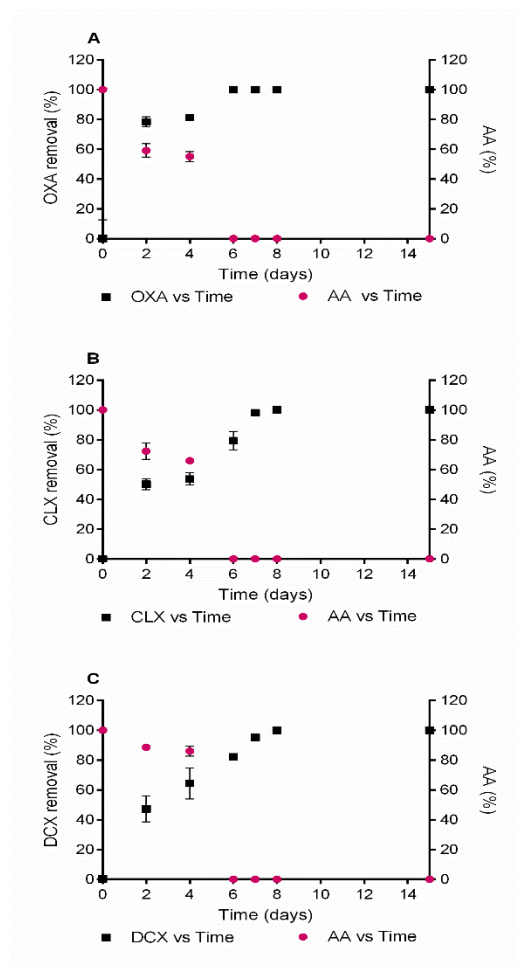 A
120 120
100 100
80 80
60 60
40 40
20 20
0 0
0 2 4 6 8 10 12 14
OXA removal (%)
AA (%)
Time (days)
OXA vs Time AA vs Time
B
120 120
100 100
80 80
60 60
40 40
20 20
0 0
0 2 4 6 8 10 12 14
CLX removal (%)
AA (%)
Time (days)
CLX vs Time AA vs Time
C
120 120
100 100
80 80
60 60
40 40
20 20
0 0
0 2 4 6 8 10 12 14
DCX removal (%)
AA (%)
Time (days)
DCX vs Time AA vs Time